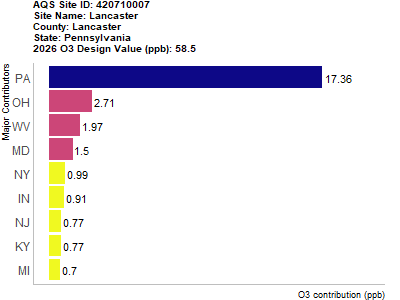 AQS Site ID: 420710007
Site Name: Lancaster
County: Lancaster
State: Pennsylvania
2026 O3 Design Value (ppb): 58.5
Major Contributors
PA 17.36
OH 2.71
WV 1.97
MD 1.5
NY 0.99
IN 0.91
NJ 0.77
KY 0.77
MI 0.7
O3 contribution (ppb)